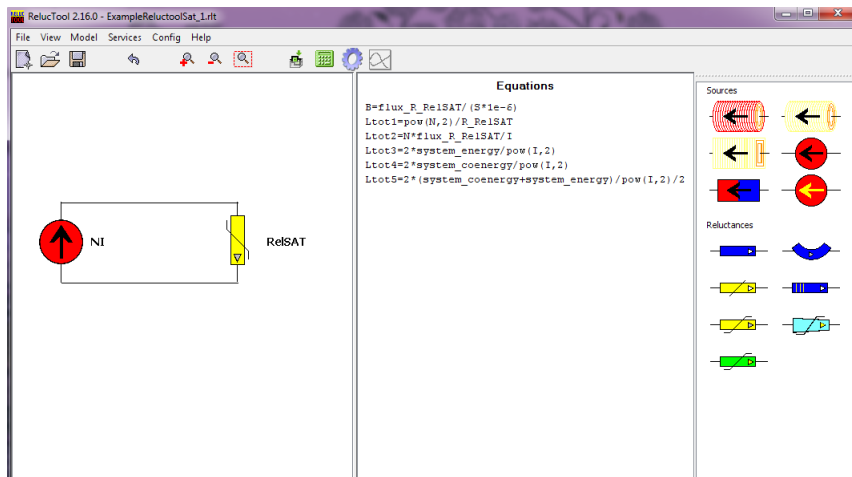 RelucTool 2.16.0 - ExampleReluctoolSat_1.rlt
File View Model Services Config Help
Equations
B=flux_R_RelSAT/(S*1e-6)
Ltot1=pow(N,2)/R_RelSAT
Ltot2=N*flux_R_RelSAT/I
Ltot3=2*system_energy/pow(I,2)
Ltot4=2*system_coenergy/pow(I,2)
Ltot5=2*(system_coenergy+system_energy)/pow(I,2)/2
NI
RelSAT
Sources
Reluctances